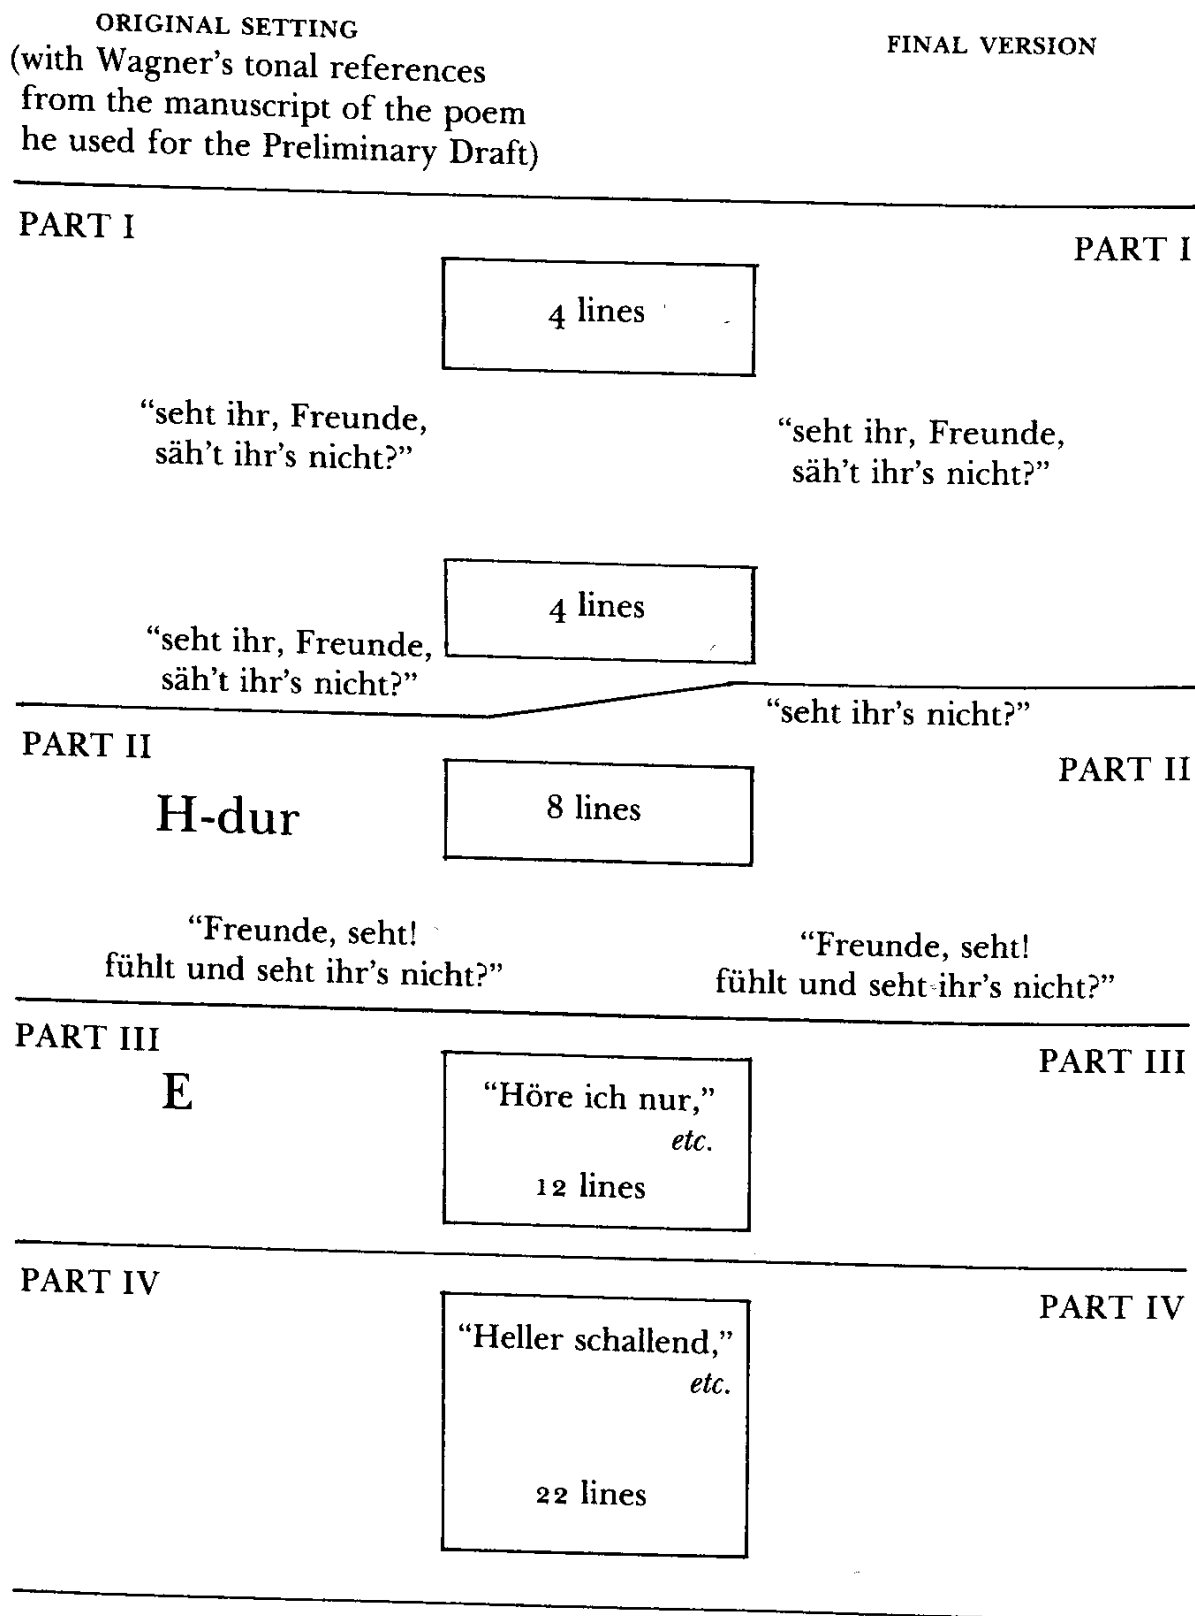 ORIGINAL SETTING
(with Wagner's tonal references
from the manuscript of the poem
he used for the Preliminary Draft)
FINAL VERSION
PART I
PART I
4 lines
“seht ihr, Freunde,
säh't ihr's nicht?”
“seht ihr, Freunde,
säh't ihr's nicht?”
4 lines
“seht ihr, Freunde,
säh't ihr's nicht?”
“seht ihr's nicht?”
PART II
PART II
H-dur
8 lines
“Freunde, seht!
fühlt und seht ihr's nicht?”
“Freunde, seht!
fühlt und seht ihr's nicht?”
PART III
PART III
E
“Höre ich nur,”
etc.
12 lines
PART IV
PART IV
“Heller schallend,”
etc.
22 lines